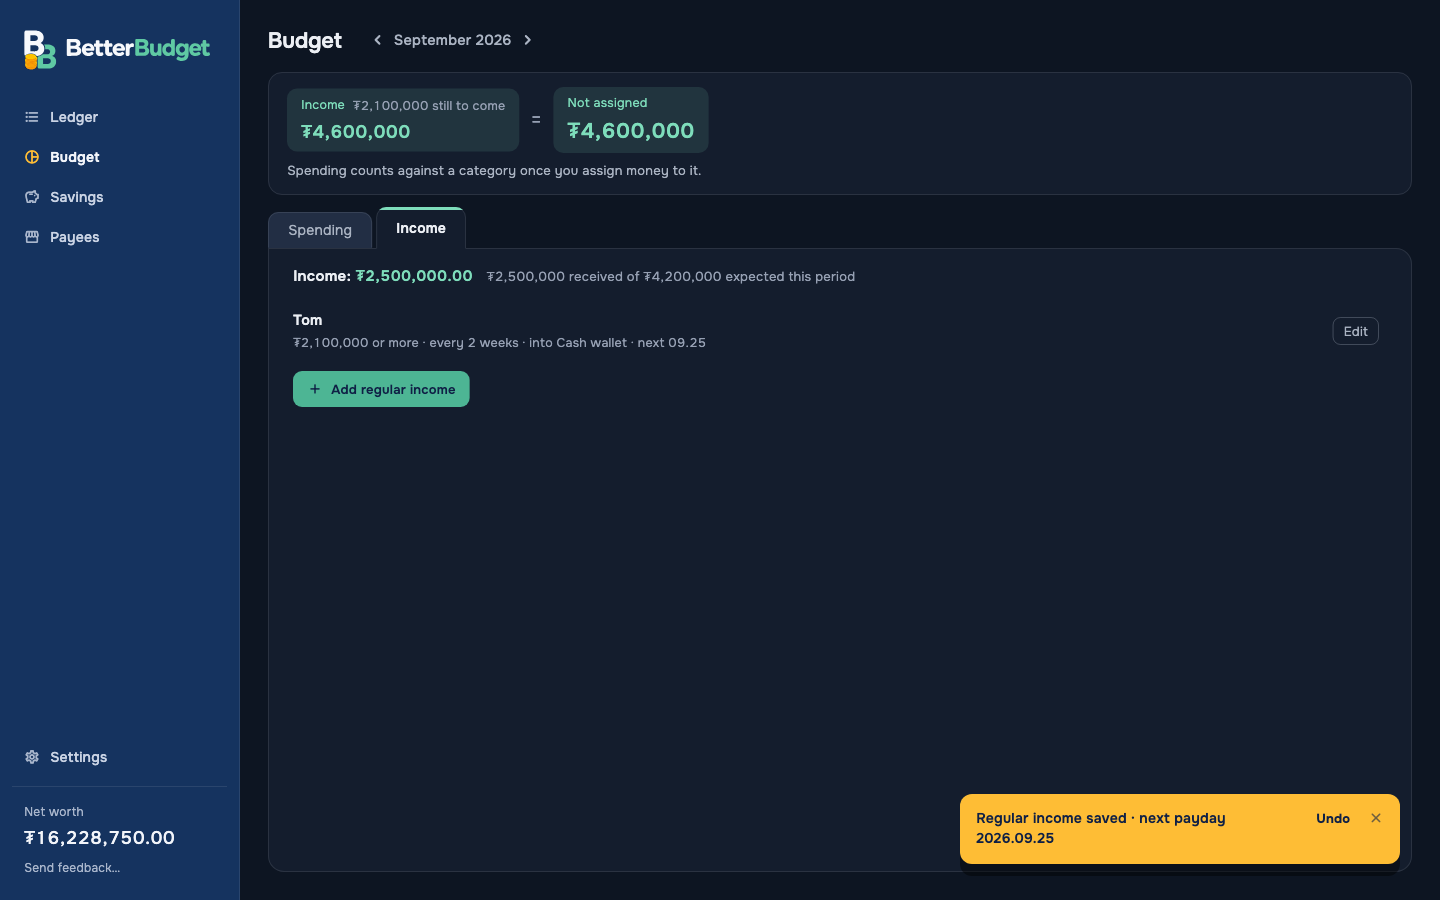 BetterBudget
Ledger
Budget
Savings
Payees
Settings
Net worth
₮16,228,750.00
Send feedback...
Budget
September 2026
Income ₮2,100,000 still to come
₮4,600,000
=
Not assigned
₮4,600,000
Spending counts against a category once you assign money to it.
Spending
Income
Income: ₮2,500,000.00 ₮2,500,000 received of ₮4,200,000 expected this period
Tom
₮2,100,000 or more · every 2 weeks · into Cash wallet · next 09.25
Edit
+ Add regular income
Regular income saved · next payday
2026.09.25
Undo